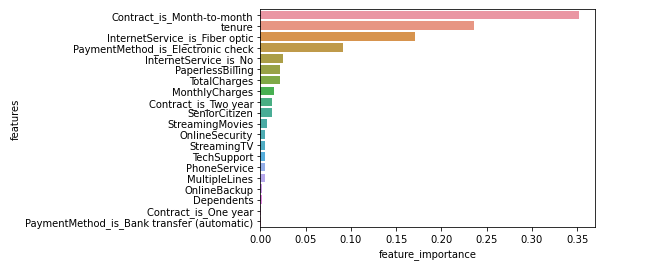 Contract_is_Month-to-month
tenure
InternetService_is_Fiber optic
PaymentMethod_is_Electronic check
InternetService_is_No
PaperlessBilling
TotalCharges
MonthlyCharges
Contract_is_Two year
SeniorCitizen
StreamingMovies
OnlineSecurity
StreamingTV
TechSupport
PhoneService
MultipleLines
OnlineBackup
Dependents
Contract_is_One year
PaymentMethod_is_Bank transfer (automatic)
features
0.00 0.05 0.10 0.15 0.20 0.25 0.30 0.35
feature_importance